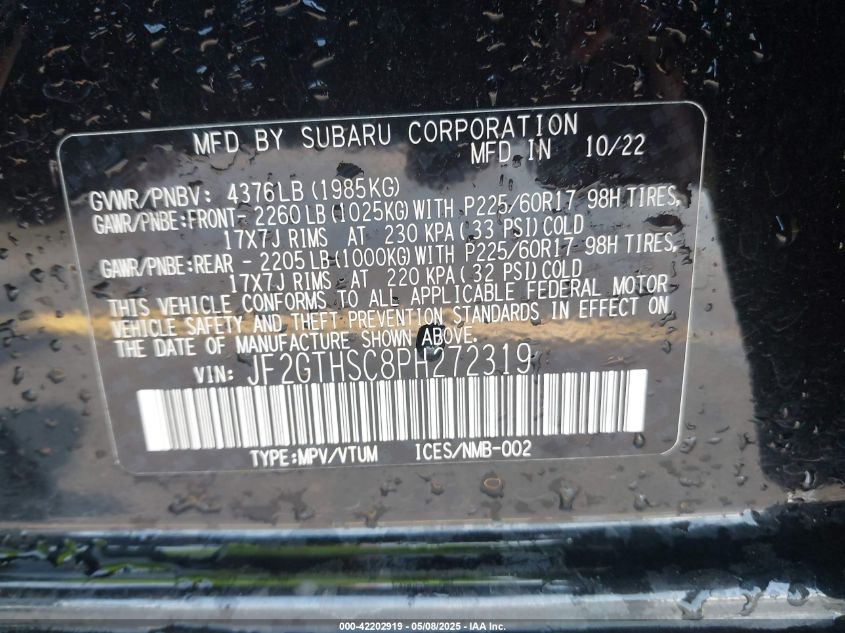 MFD BY SUBARU CORPORATION
MFD IN 10/22
GVWR/PNBV: 4376LB (1985KG)
GAWR/PNBE:FRONT- 2260 LB (1025KG) WITH P225/60R17 98H TIRES,
17X7J RIMS AT 230 KPA (33 PSI) COLD
GAWR/PNBE:REAR - 2205 LB (1000KG) WITH P225/60R17 98H TIRES,
17X7J RIMS AT 220 KPA (32 PSI) COLD
THIS VEHICLE CONFORMS TO ALL APPLICABLE FEDERAL MOTOR
VEHICLE SAFETY AND THEFT PREVENTION STANDARDS IN EFFECT ON
THE DATE OF MANUFACTURE SHOWN ABOVE.
VIN: JF2GTHSC8PH272319
TYPE:MPV/VTUM ICES/NMB-002
000-42202919 - 05/08/2025 - IAA Inc.